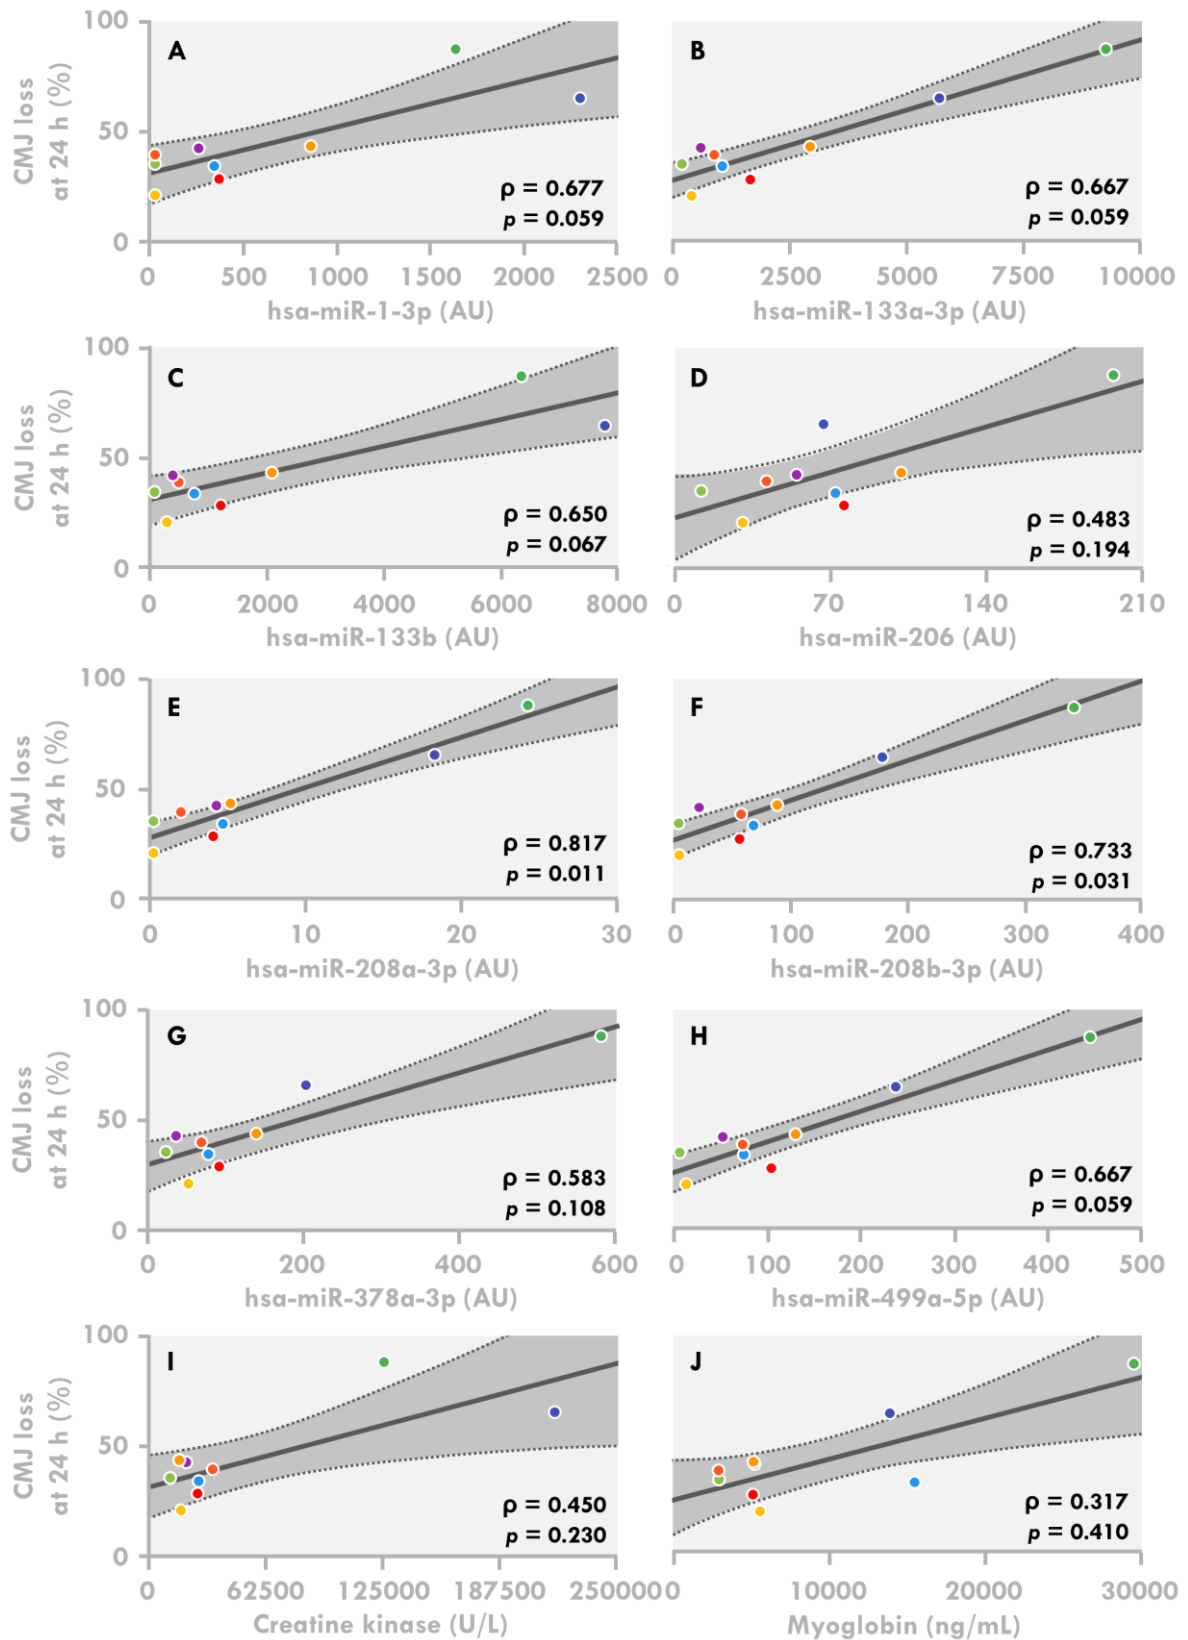 100
A
CMJ loss
at 24 h (%)
50
ρ = 0.677
p = 0.059
0
0 500 1000 1500 2000 2500
hsa-miR-1-3p (AU)
B
ρ = 0.667
p = 0.059
0 2500 5000 7500 10000
hsa-miR-133a-3p (AU)
100
C
CMJ loss
at 24 h (%)
50
ρ = 0.650
p = 0.067
0
0 2000 4000 6000 8000
hsa-miR-133b (AU)
D
ρ = 0.483
p = 0.194
0 70 140 210
hsa-miR-206 (AU)
100
E
CMJ loss
at 24 h (%)
50
ρ = 0.817
p = 0.011
0
0 10 20 30
hsa-miR-208a-3p (AU)
F
ρ = 0.733
p = 0.031
0 100 200 300 400
hsa-miR-208b-3p (AU)
100
G
CMJ loss
at 24 h (%)
50
ρ = 0.583
p = 0.108
0
0 200 400 600
hsa-miR-378a-3p (AU)
H
ρ = 0.667
p = 0.059
0 100 200 300 400 500
hsa-miR-499a-5p (AU)
100
I
CMJ loss
at 24 h (%)
50
ρ = 0.450
p = 0.230
0
0 62500 125000 187500 250000
Creatine kinase (U/L)
J
ρ = 0.317
p = 0.410
0 10000 20000 30000
Myoglobin (ng/mL)